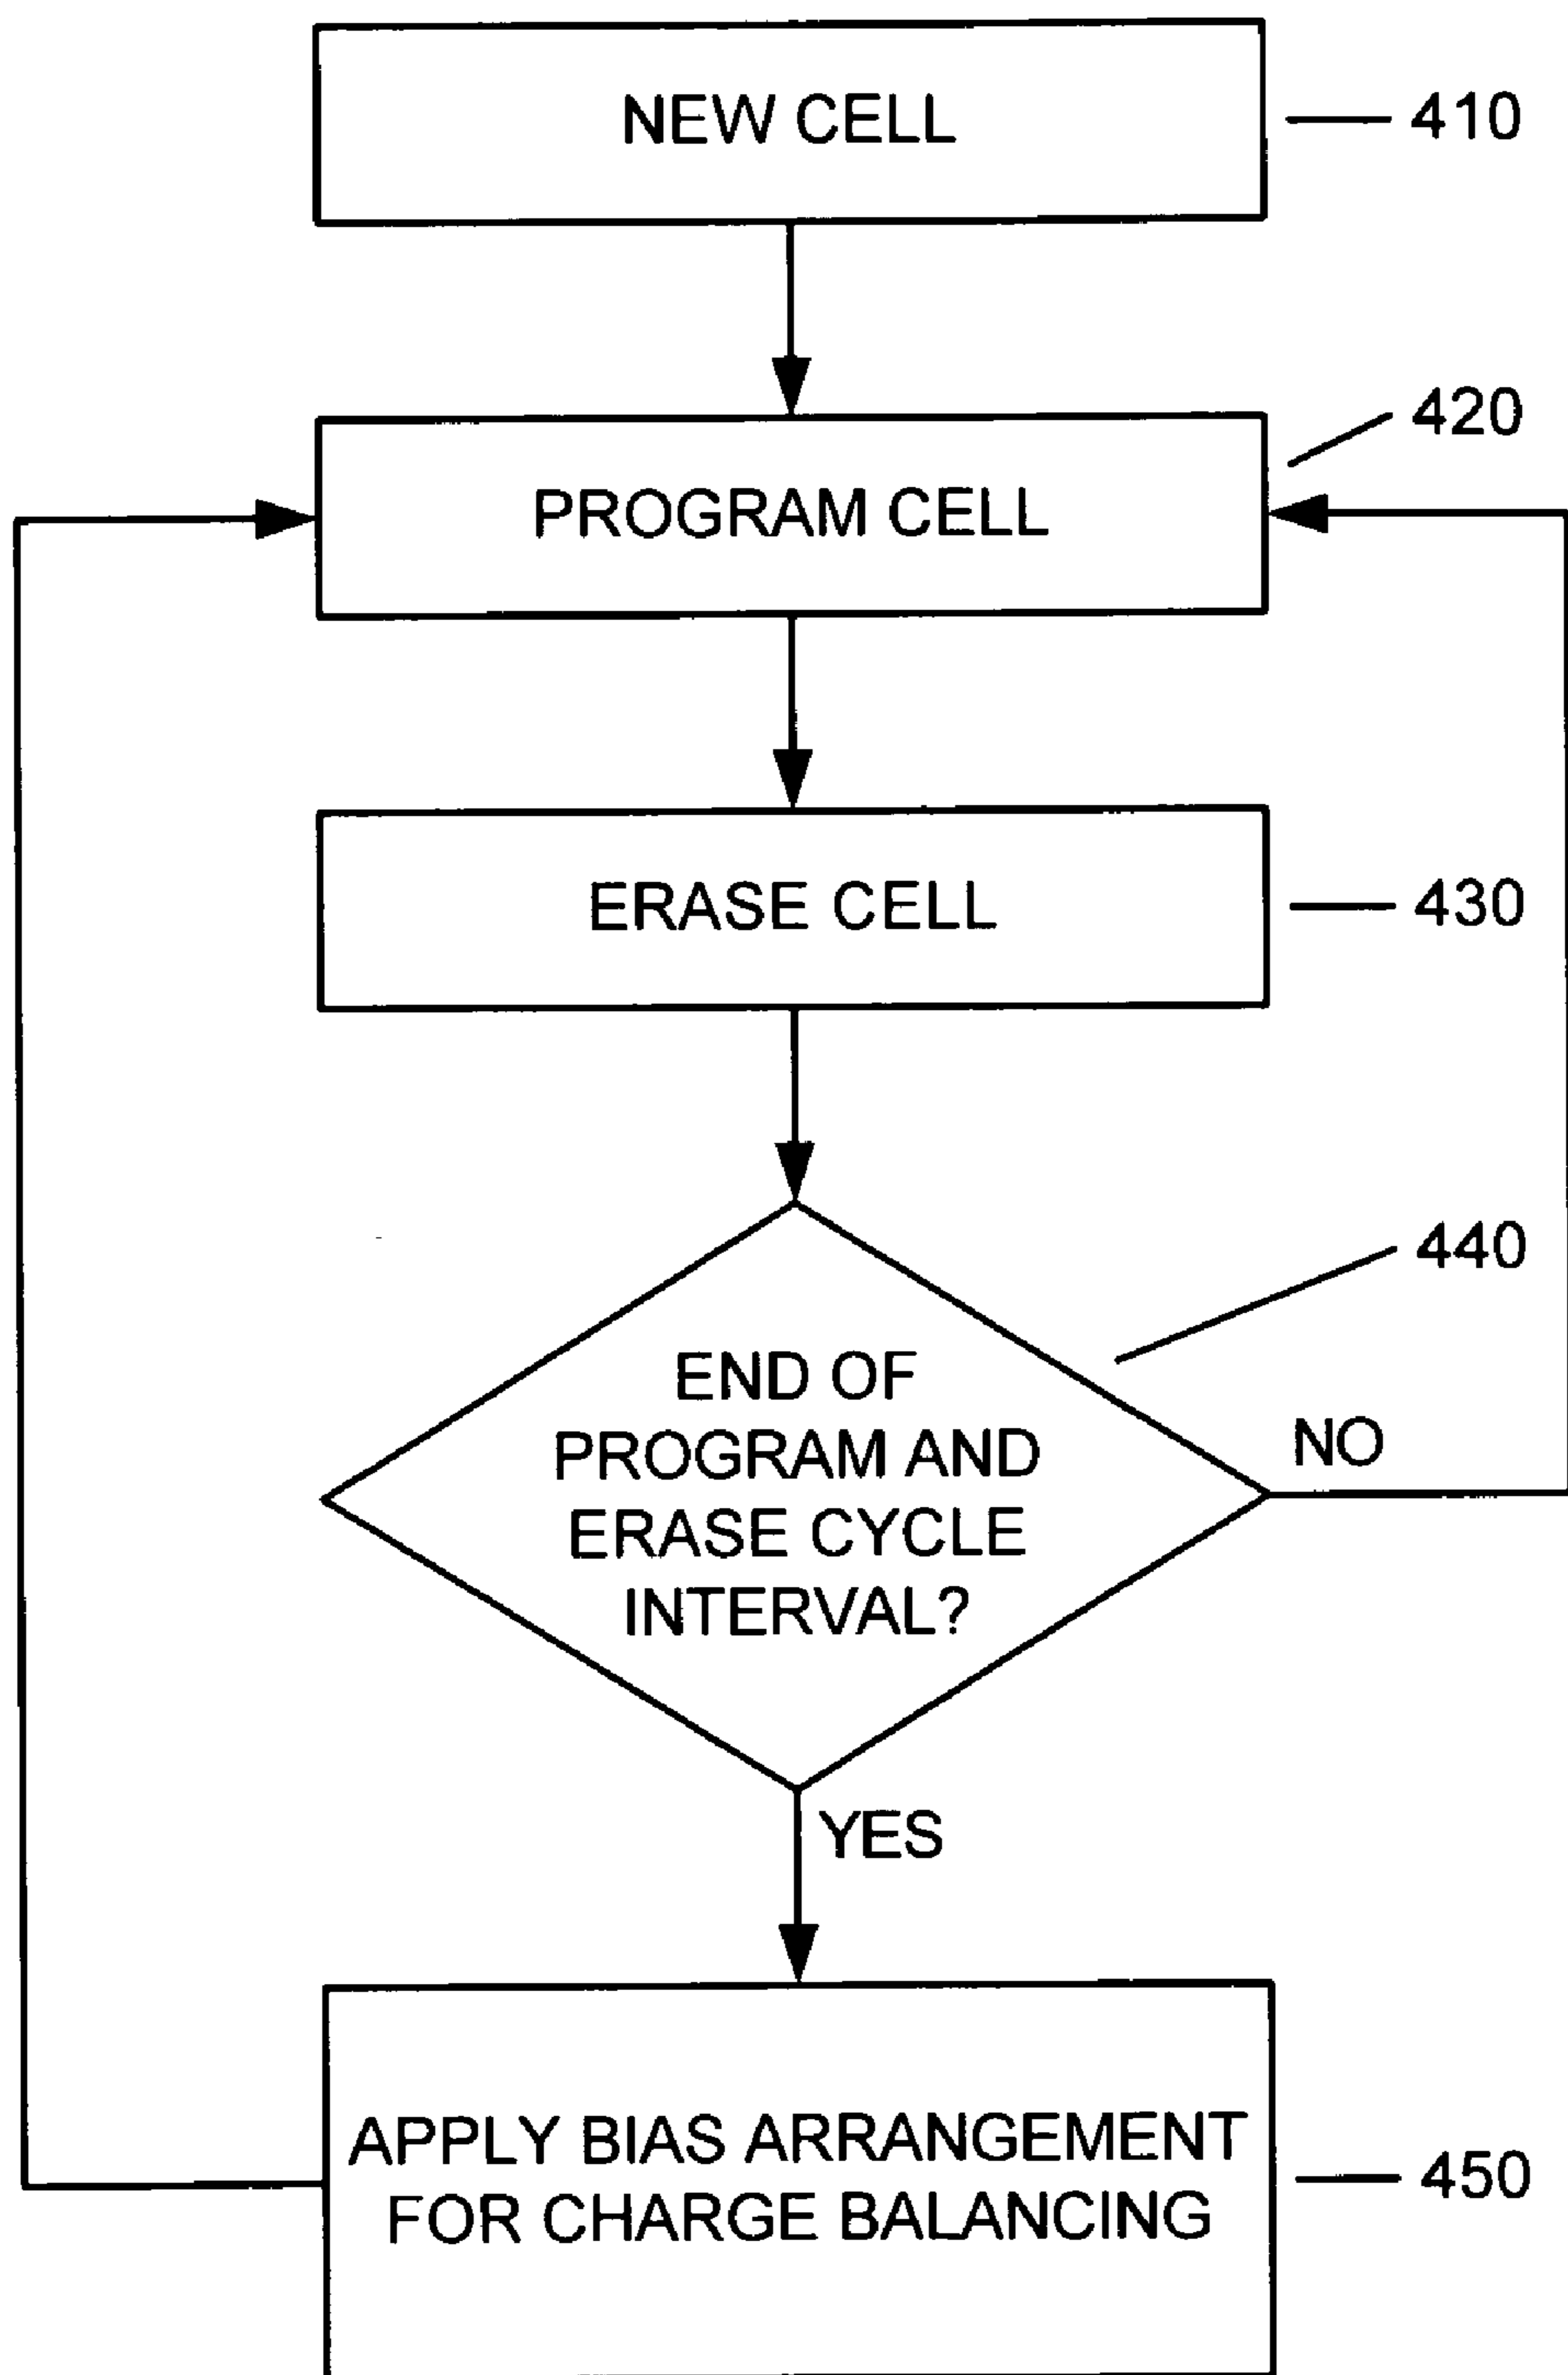 NEW CELL
410
420
PROGRAM CELL
ERASE CELL
430
440
END OF
PROGRAM AND
ERASE CYCLE
INTERVAL?
NO
YES
APPLY BIAS ARRANGEMENT
FOR CHARGE BALANCING
450